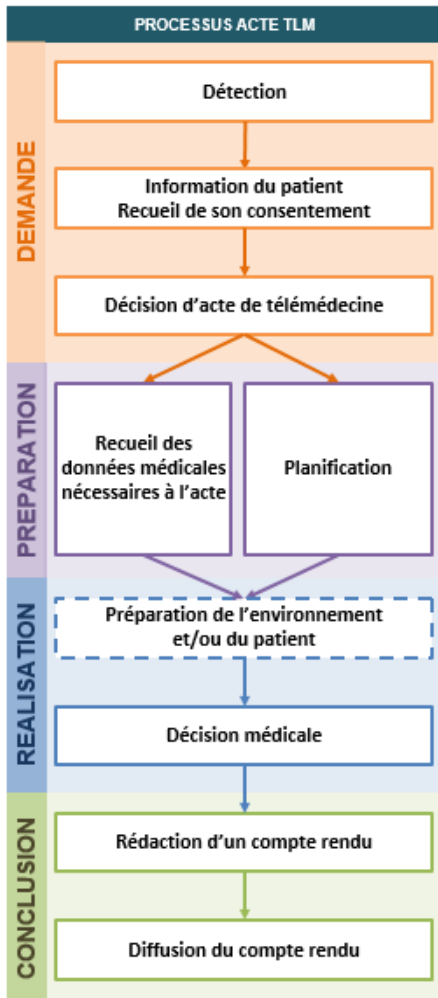 PROCESSUS ACTE TLM
DEMANDE
Détection
Information du patient
Recueil de son consentement
Décision d’acte de télémédecine
PREPARATION
Recueil des
données médicales
nécessaires à l’acte
Planification
REALISATION
Préparation de l’environnement
et/ou du patient
Décision médicale
CONCLUSION
Rédaction d’un compte rendu
Diffusion du compte rendu